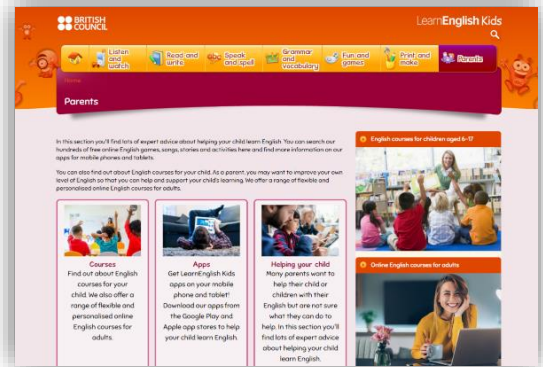 BRITISH
COUNCIL
LearnEnglish Kids
Listen
and
watch
Read and
write
abc
Speak
and spell
Grammar
and
vocabulary
Fun and
games
Print and
make
Parents
Home
Parents
In this section you'll find lots of expert advice about helping your child learn English. You can search our
hundreds of free online English games, songs, stories and activities here and find more information on our
apps for mobile phones and tablets.
You can also find out about English courses for your child. As a parent, you may want to improve your own
level of English so that you can help and support your child's learning. We offer a range of flexible and
personalised online English courses for adults.
English courses for children aged 6-17
Courses
Find out about English
courses for your
child. We also offer a
range of flexible and
personalised online
English courses for
adults.
Apps
Get LearnEnglish Kids
apps on your mobile
phone and tablet!
Download our apps from
the Google Play and
Apple app stores to help
your child learn English.
Helping your child
Many parents want to
help their child or
children with their
English but are not sure
what they can do to
help. In this section you'll
find lots of expert advice
about helping your child
learn English.
Online English courses for adults